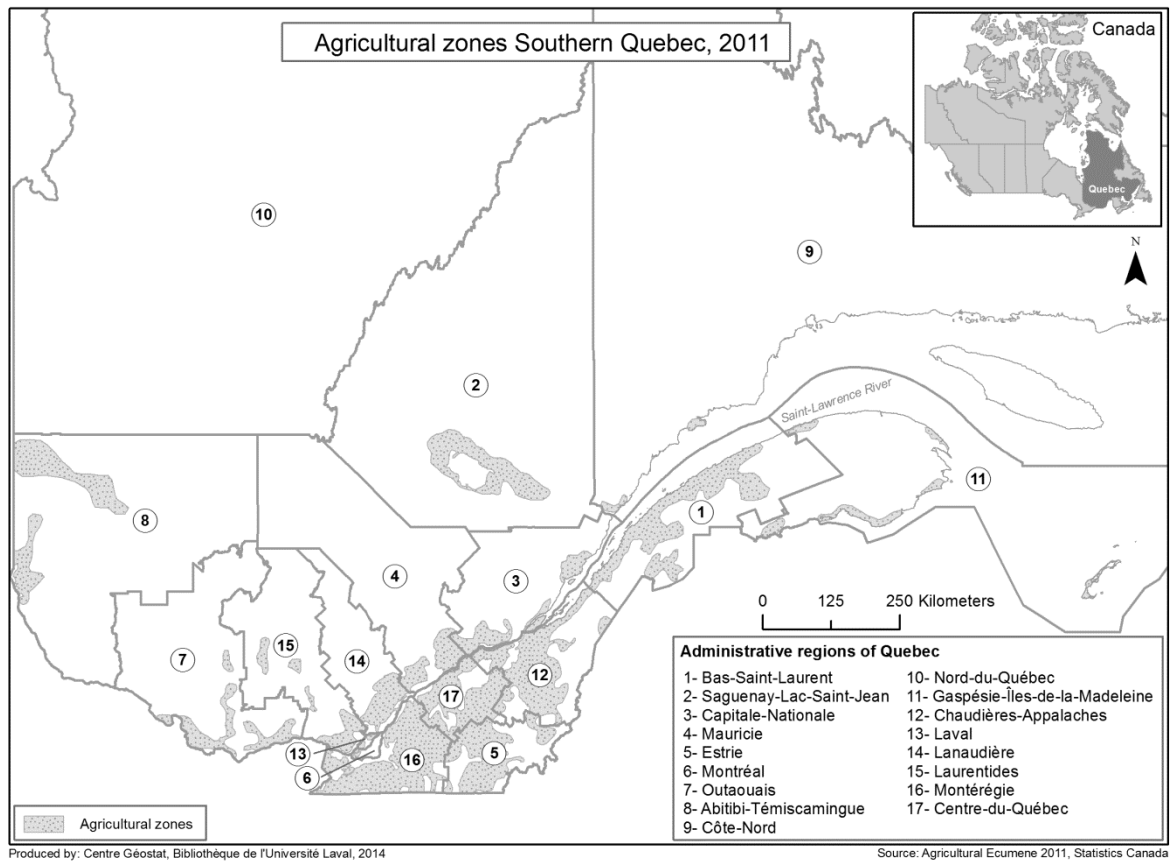 Agricultural zones Southern Quebec, 2011
Canada
Quebec
N
10
9
2
Saint-Lawrence River
11
8
1
4
3
15
7
14
12
17
13
5
16
6
0 125 250 Kilometers
Administrative regions of Quebec
1- Bas-Saint-Laurent
2- Saguenay-Lac-Saint-Jean
3- Capitale-Nationale
4- Mauricie
5- Estrie
6- Montréal
7- Outaouais
8- Abitibi-Témiscamingue
9- Côte-Nord
10- Nord-du-Québec
11- Gaspésie-Îles-de-la-Madeleine
12- Chaudières-Appalaches
13- Laval
14- Lanaudière
15- Laurentides
16- Montérégie
17- Centre-du-Québec
Agricultural zones
Produced by: Centre Géostat, Bibliothèque de l'Université Laval, 2014
Source: Agricultural Ecumene 2011, Statistics Canada